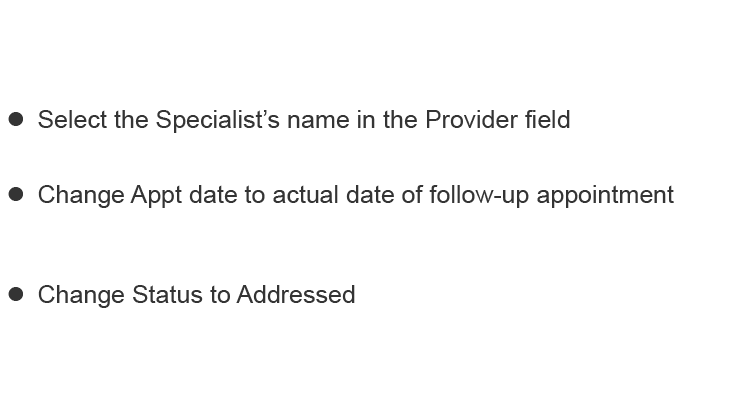 ● Select the Specialist’s name in the Provider field
● Change Appt date to actual date of follow-up appointment
● Change Status to Addressed